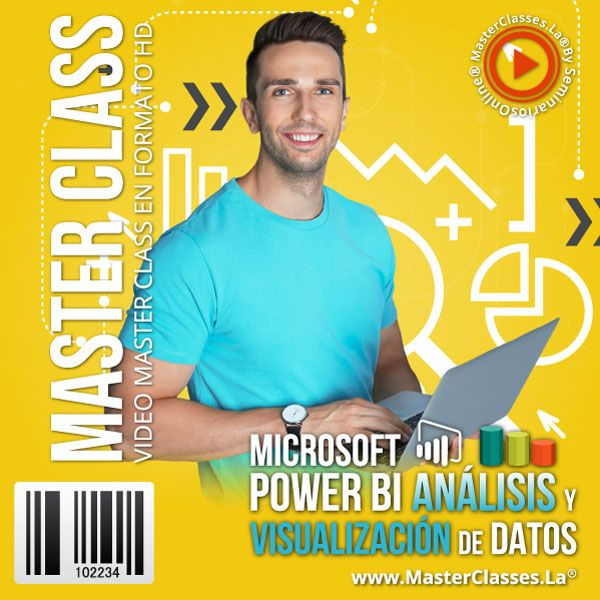 MASTER CLASS
VIDEO MASTER CLASS EN FORMATO HD
MasterClasses.La® By SeminariosOnline®
MICROSOFT
POWER BI ANÁLISIS Y
VISUALIZACIÓN DE DATOS
www.MasterClasses.La®
102234